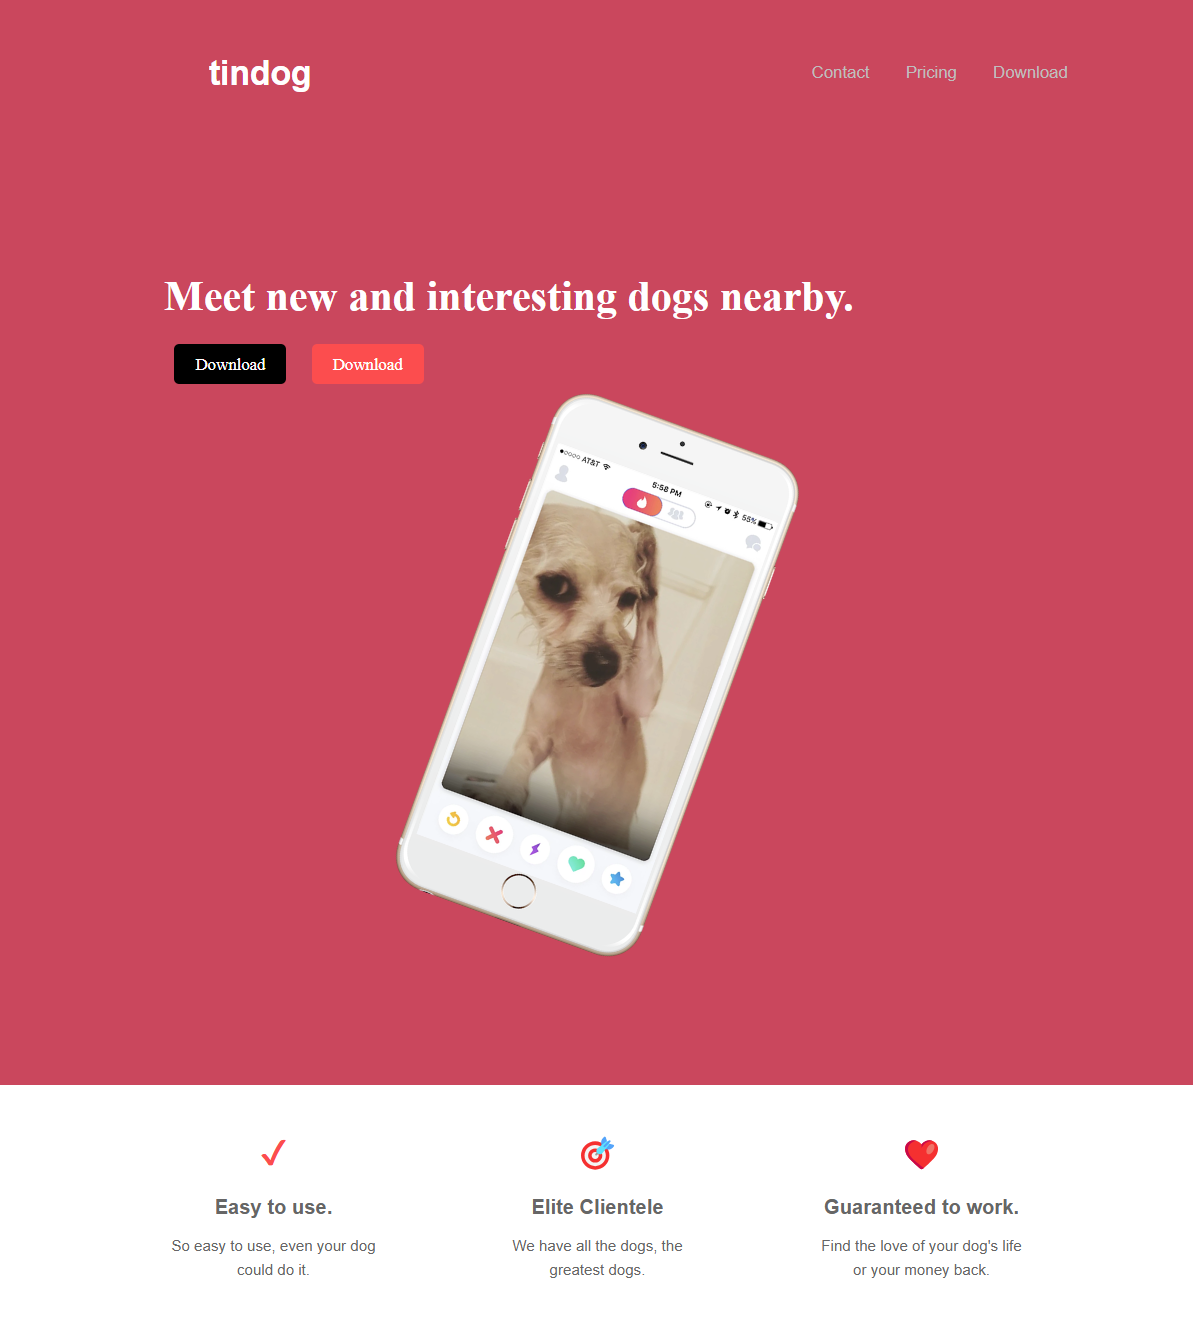 tindog
Contact Pricing Download
Meet new and interesting dogs nearby.
Download Download
AT&T
5:58 PM
55%
Easy to use.
So easy to use, even your dog
could do it.
Elite Clientele
We have all the dogs, the
greatest dogs.
Guaranteed to work.
Find the love of your dog's life
or your money back.